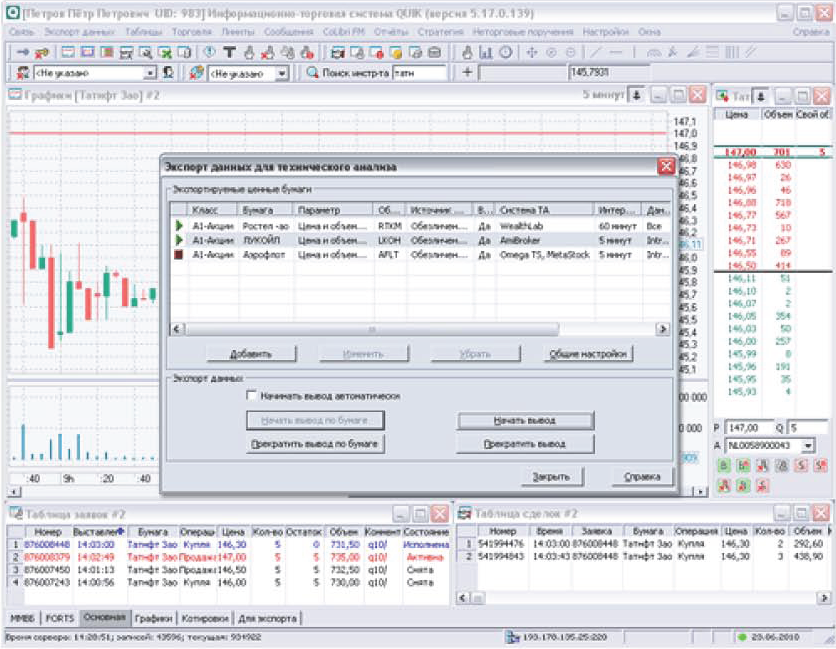 [Петров Пётр Петрович UID: 983] Информационно-торговая система QUIK (версия 5.17.0.139)
Связь Экспорт данных Таблицы Торговля Лимиты Сообщения CoLibri FM Отчёты Стратегия Неторговые поручения Настройки Окна Справка
<Не указано <Не указано Поиск инстр-та татн 145,7931
Графики [Татнфт 3ао] #2 5 минут
Тат
Цена Объем Свой об
147,1
147,0
146,9
147,00 701 5
146,98 630
146,97 26
146,96 46
146,88 718
146,77 567
146,73 10
146,71 267
146,55 89
146,50 414
146,11 51
146,10 2
146,07 2
146,05 354
146,03 50
146,00 257
145,99 8
145,96 191
145,95 35
145,93 4
P 147,00 Q 5
A NL0058900043
Экспорт данных для технического анализа
Экспортируемые ценные бумаги
Класс Бумага Параметр Об... Источник ... В... Система ТА Интер... Дан...
А1-Акции Ростел -ао Цена и объем.... RTKM Обезличен.... Да WealthLab 60 минут Все
А1-Акции ЛУКОЙЛ Цена и объем.... LKOH Обезличен.... Да AmiBroker 5 минут Intr...
А1-Акции Аэрофлот Цена и объем.... AFLT Обезличен.... Да Omega TS, MetaStock 5 минут Intr...
Добавить Изменить Убрать Общие настройки
Экспорт данных
Начинать вывод автоматически
Начать вывод по бумаге Начать вывод
Прекратить вывод по бумаге Прекратить вывод
Закрыть Справка
:40 9h :20 :40
Таблица заявок #2
Номер Выставлен Бумага Операц Цена Кол-во Остаток Объем Коммент Состояние
1 876008448 14:03:00 Татнфт 3ао Купля 146,30 5 0 731,50 q10/ Исполнена
2 876008379 14:02:49 Татнфт 3ао Продажа 147,00 5 5 735,00 q10/ Активна
3 876007450 14:01:13 Татнфт 3ао Продажа 146,50 5 5 732,50 q10/ Снята
4 876007243 14:00:56 Татнфт 3ао Купля 146,00 5 5 730,00 q10/ Снята
Таблица сделок #2
Номер Время Заявка Бумага Операция Цена Кол-во Объем
1 541994476 14:03:00 876008448 Татнфт 3ао Купля 146,30 2 292,60
2 541994843 14:03:43 876008448 Татнфт 3ао Купля 146,30 3 438,90
ММВБ FORTS Основная Графики Котировки Для экспорта
Время сервера: 14:28:51; записей: 43596; текущая: 934922 193.178.135.25:220 29.06.2010